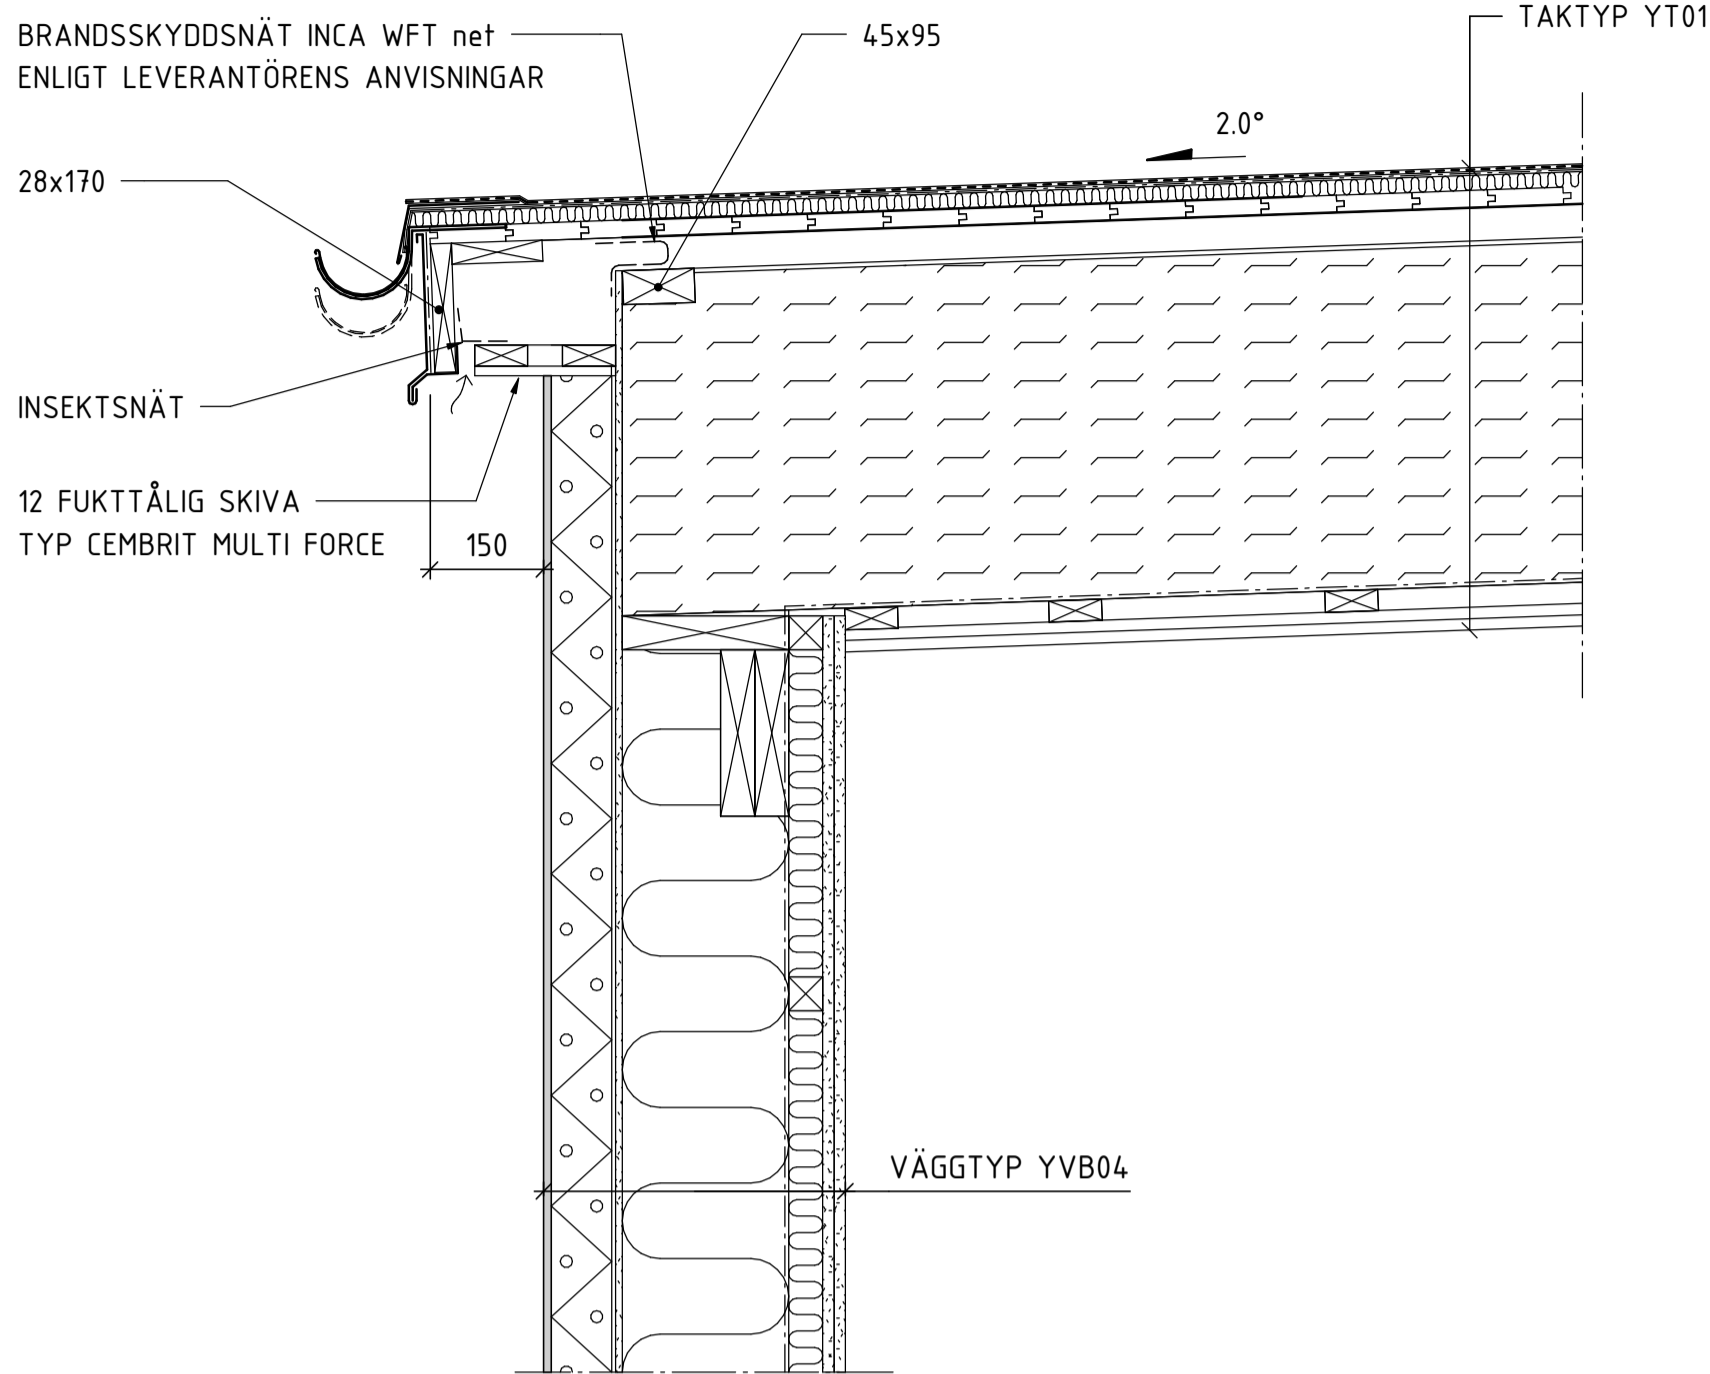 BRANDSSKYDDSNÄT INCA WFT net
ENLIGT LEVERANTÖRENS ANVISNINGAR
45x95
TAKTYP YT01
2.0°
28x170
INSEKTSNÄT
12 FUKTTÅLIG SKIVA
TYP CEMBRIT MULTI FORCE
150
VÄGGTYP YVB04